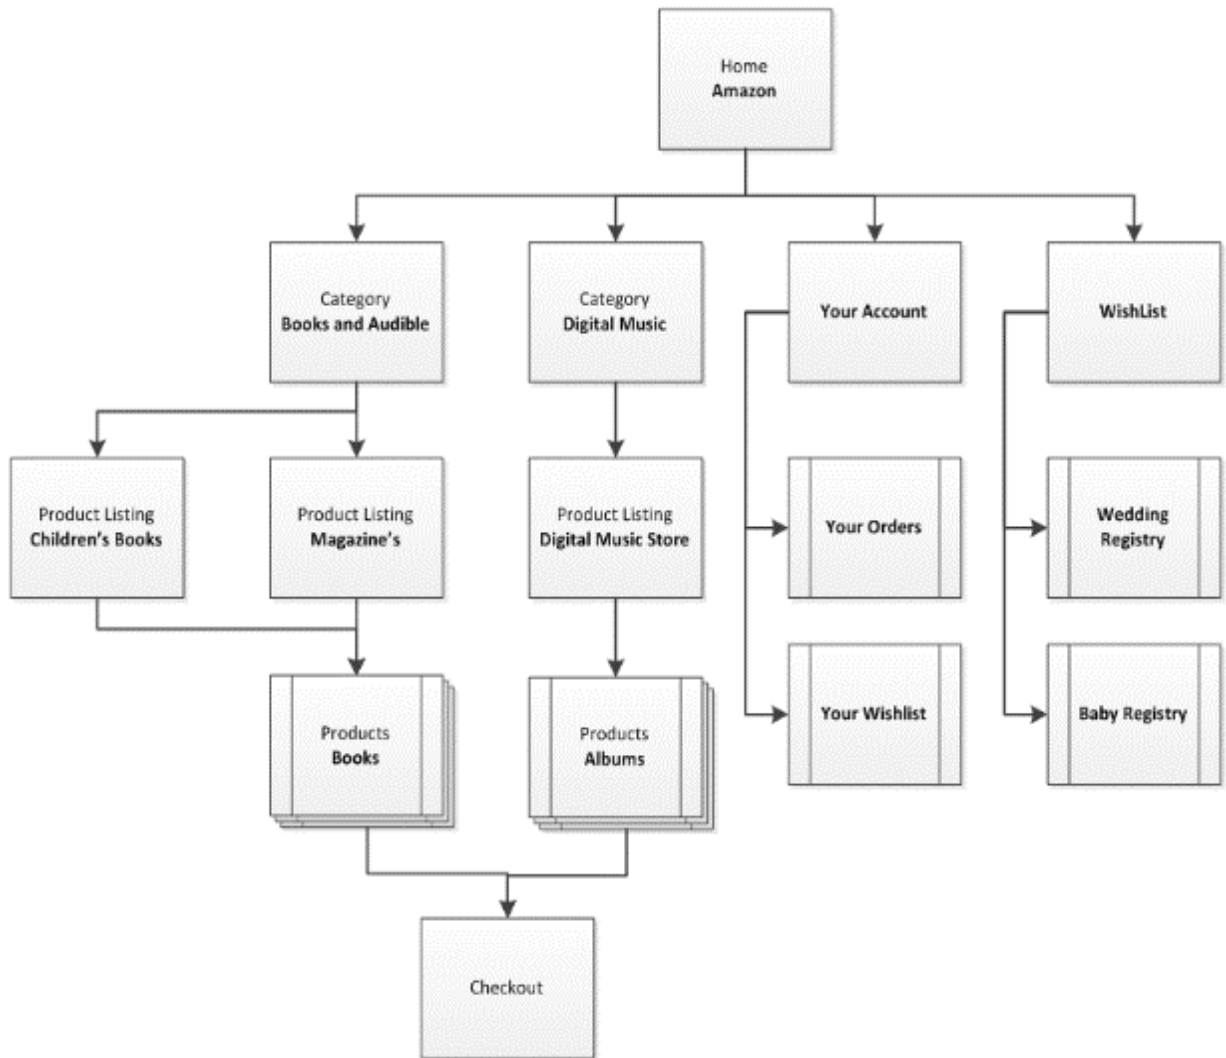 Home
Amazon
Category
Books and Audible
Category
Digital Music
Your Account
WishList
Product Listing
Children's Books
Product Listing
Magazine's
Product Listing
Digital Music Store
Your Orders
Wedding
Registry
Products
Books
Products
Albums
Your Wishlist
Baby Registry
Checkout